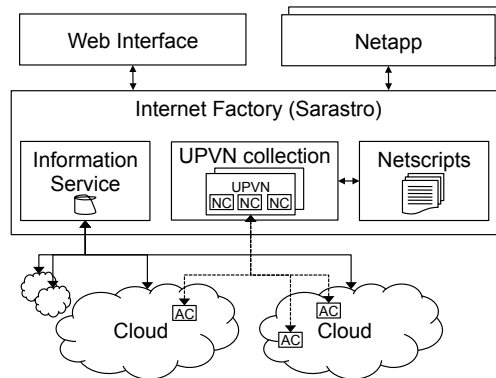 Web Interface
Netapp
Internet Factory (Sarastro)
Information
Service
UPVN collection
UPVN
NC NC NC
Netscripts
AC
Cloud
AC
AC
Cloud